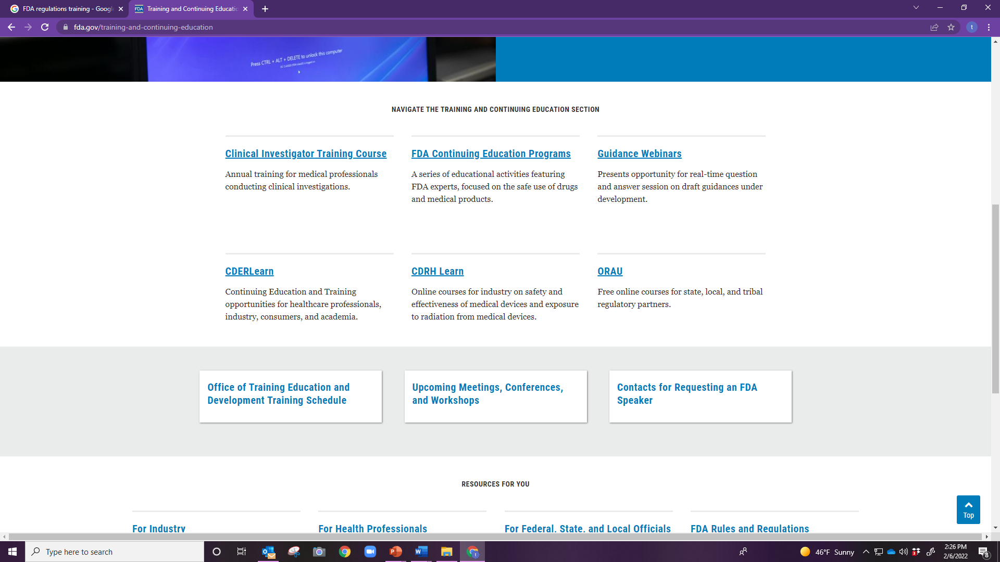 FDA regulations training - Googl
FDA
Training and Continuing Educatio
fda.gov/training-and-continuing-education
t
Press CTRL + ALT + DELETE to unlock this computer
NAVIGATE THE TRAINING AND CONTINUING EDUCATION SECTION
Clinical Investigator Training Course
Annual training for medical professionals
conducting clinical investigations.
FDA Continuing Education Programs
A series of educational activities featuring
FDA experts, focused on the safe use of drugs
and medical products.
Guidance Webinars
Presents opportunity for real-time question
and answer session on draft guidances under
development.
CDERLearn
Continuing Education and Training
opportunities for healthcare professionals,
industry, consumers, and academia.
CDRH Learn
Online courses for industry on safety and
effectiveness of medical devices and exposure
to radiation from medical devices.
ORAU
Free online courses for state, local, and tribal
regulatory partners.
Office of Training Education and
Development Training Schedule
Upcoming Meetings, Conferences,
and Workshops
Contacts for Requesting an FDA
Speaker
RESOURCES FOR YOU
Top
For Industry
For Health Professionals
For Federal, State, and Local Officials
FDA Rules and Regulations
Type here to search
46°F Sunny
2:26 PM
2/6/2022
8